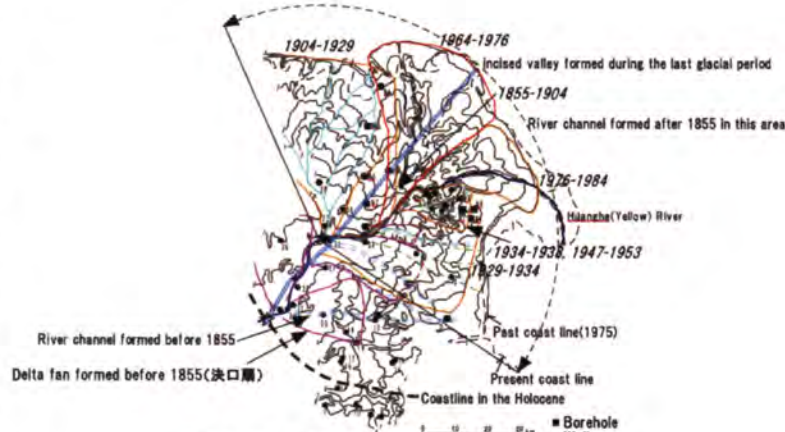 1964-1976
1904-1929
incised valley formed during the last glacial period
1855-1904
River channel formed after 1855 in this area
1976-1984
Huanghe(Yellow) River
1934-1938, 1947-1953
1929-1934
Past coast line(1975)
River channel formed before 1855
Delta fan formed before 1855(決口扇)
Present coast line
Coastline in the Holocene
0 10 20
■ Borehole